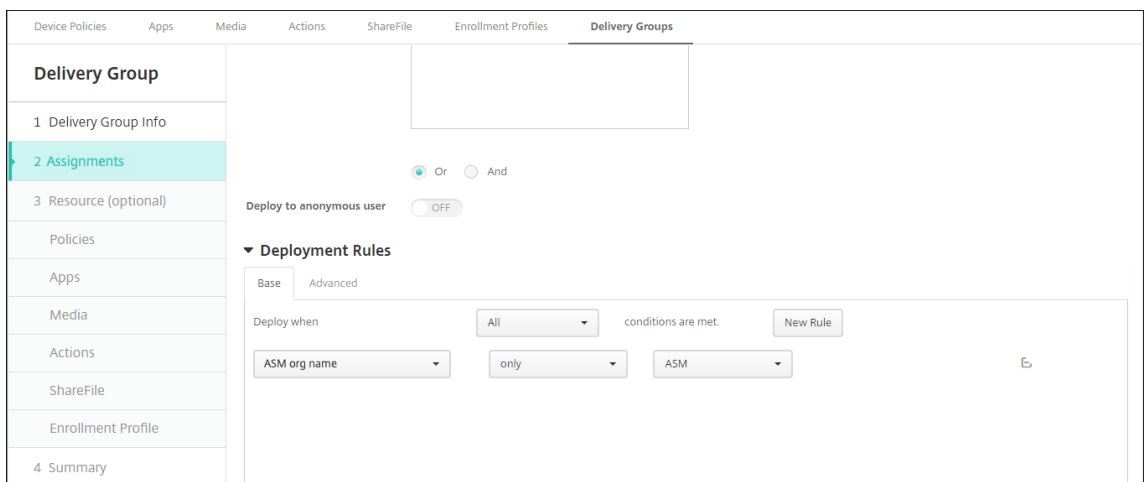 Device Policies Apps Media Actions ShareFile Enrollment Profiles Delivery Groups
Delivery Group
1 Delivery Group Info
2 Assignments
3 Resource (optional)
Policies
Apps
Media
Actions
ShareFile
Enrollment Profile
4 Summary
Or And
Deploy to anonymous user OFF
Deployment Rules
Base Advanced
Deploy when All conditions are met. New Rule
ASM org name only ASM